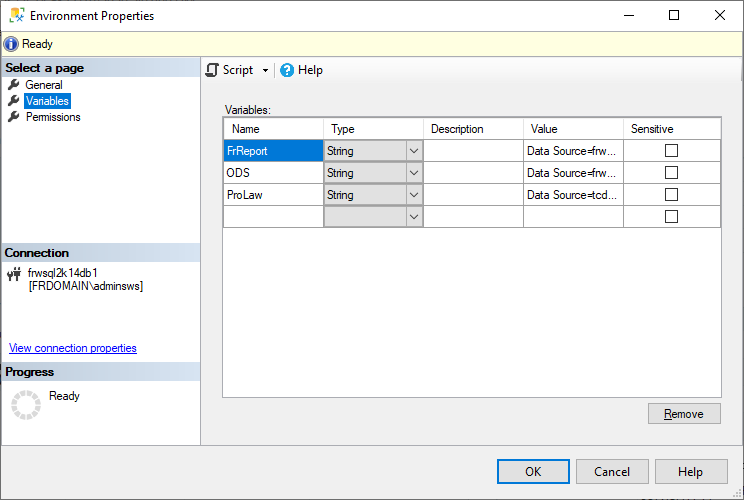 Environment Properties
Ready
Select a page
General
Variables
Permissions
Connection
frwsql2k14db1
[FRDOMAIN\adminsws]
View connection properties
Progress
Ready
Script
Help
Variables:
Name Type Description Value Sensitive
FrReport String Data Source=frw...
ODS String Data Source=frw...
ProLaw String Data Source=tcd...
Remove
OK Cancel Help